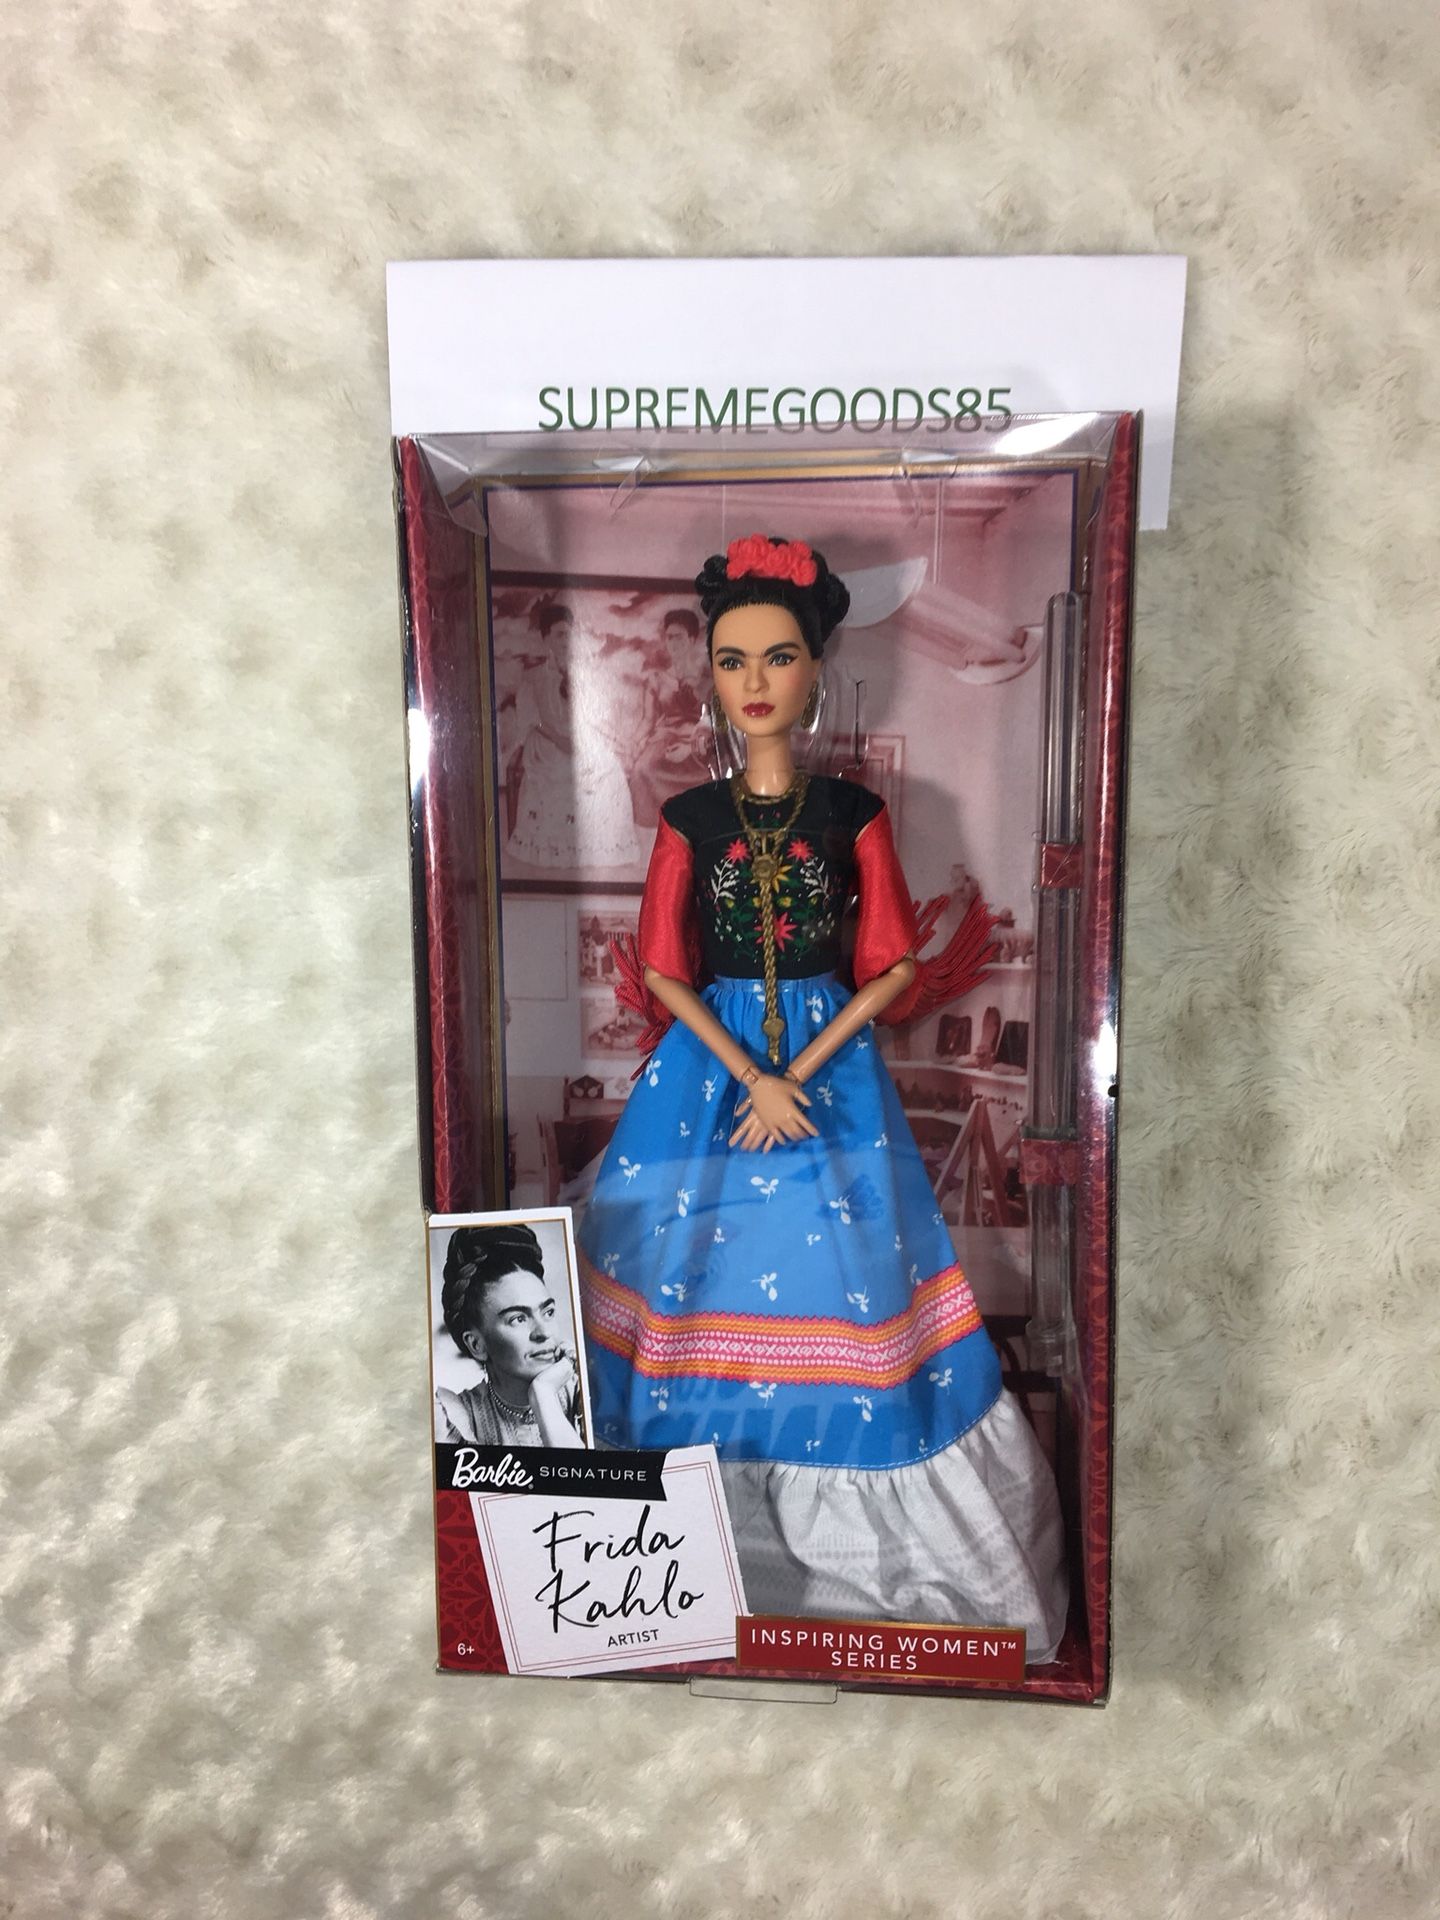 SUPREMEGOODS85
Barbie SIGNATURE
Frida
Kahlo
ARTIST
6+
INSPIRING WOMEN™
SERIES